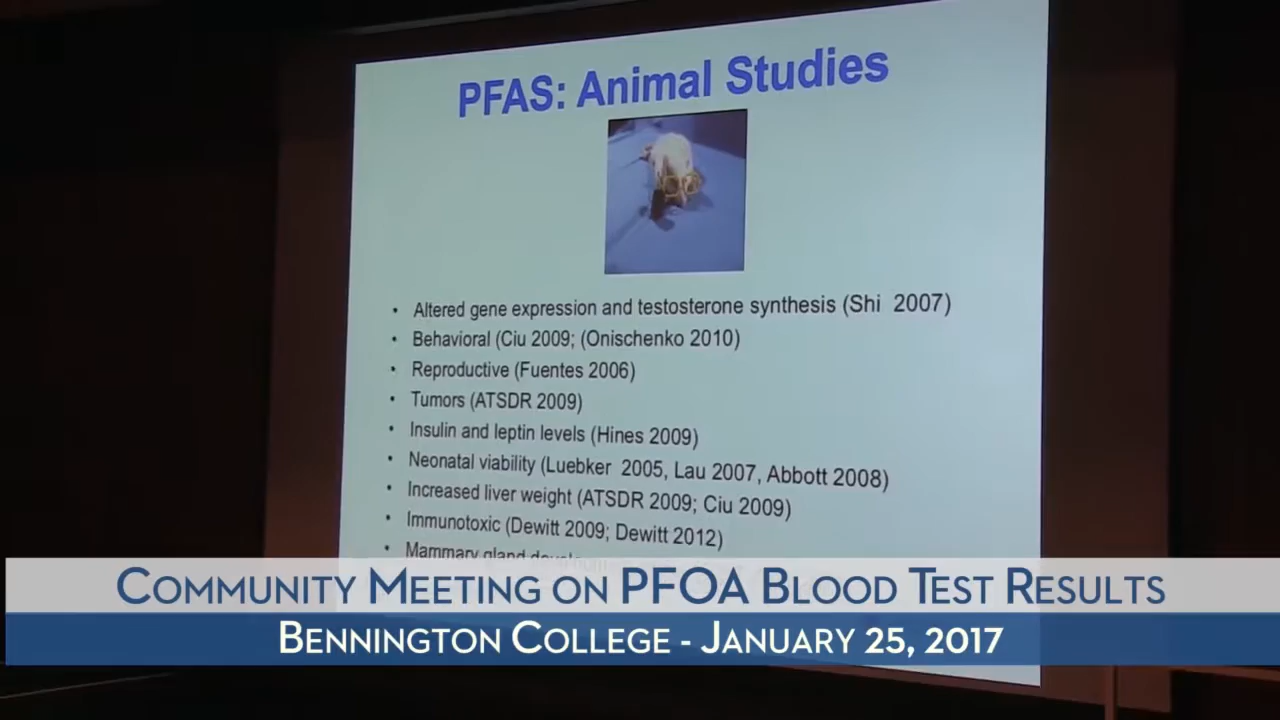 PFAS: Animal Studies
• Altered gene expression and testosterone synthesis (Shi 2007)
• Behavioral (Ciu 2009; (Onischenko 2010)
• Reproductive (Fuentes 2006)
• Tumors (ATSDR 2009)
• Insulin and leptin levels (Hines 2009)
• Neonatal viability (Luebker 2005, Lau 2007, Abbott 2008)
• Increased liver weight (ATSDR 2009; Ciu 2009)
• Immunotoxic (Dewitt 2009; Dewitt 2012)
• Mammary gland
COMMUNITY MEETING ON PFOA BLOOD TEST RESULTS
BENNINGTON COLLEGE - JANUARY 25, 2017